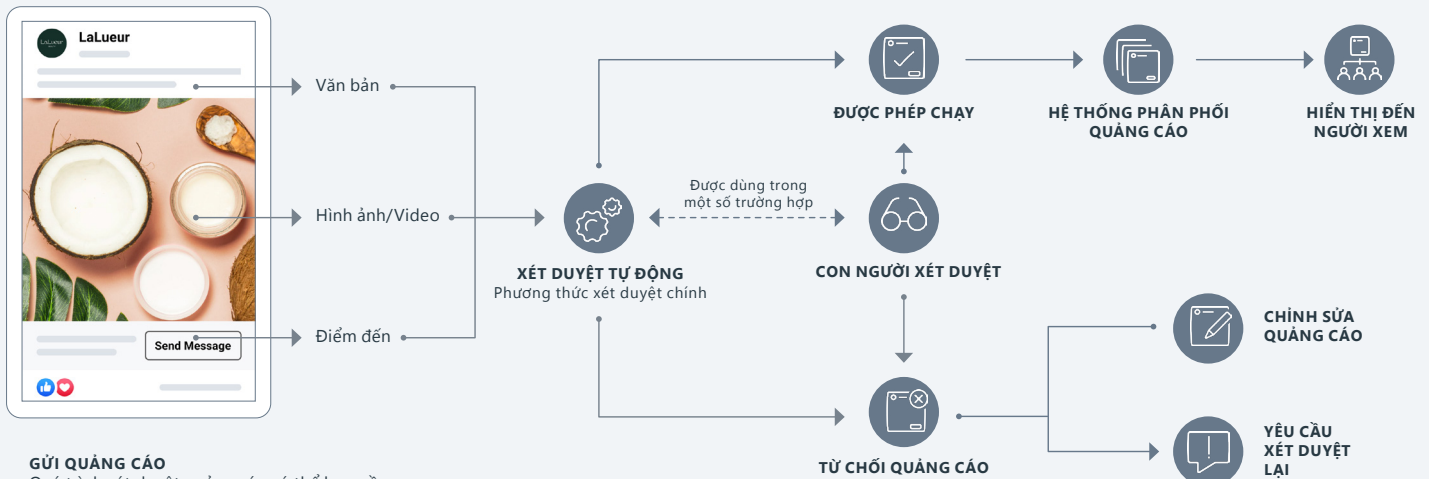 LaLueur
Văn bản
Hình ảnh/Video
Send Message
Điểm đến
GỬI QUẢNG CÁO
XÉT DUYỆT TỰ ĐỘNG
Phương thức xét duyệt chính
Được dùng trong
một số trường hợp
ĐƯỢC PHÉP CHẠY
HỆ THỐNG PHÂN PHỐI
QUẢNG CÁO
HIỂN THỊ ĐẾN
NGƯỜI XEM
CON NGƯỜI XÉT DUYỆT
TỪ CHỐI QUẢNG CÁO
CHỈNH SỬA
QUẢNG CÁO
YÊU CẦU
XÉT DUYỆT
LẠI